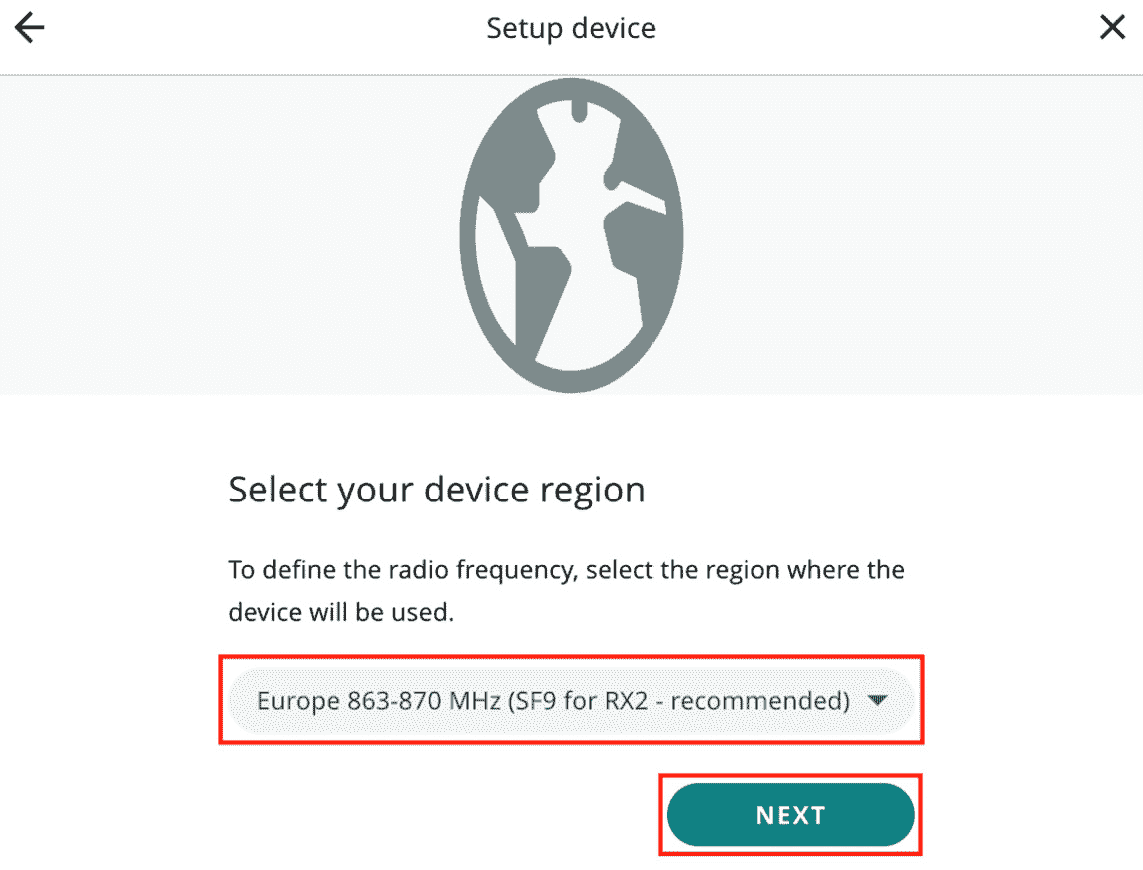 Setup device
Select your device region
To define the radio frequency, select the region where the
device will be used.
Europe 863-870 MHz (SF9 for RX2 - recommended)
NEXT